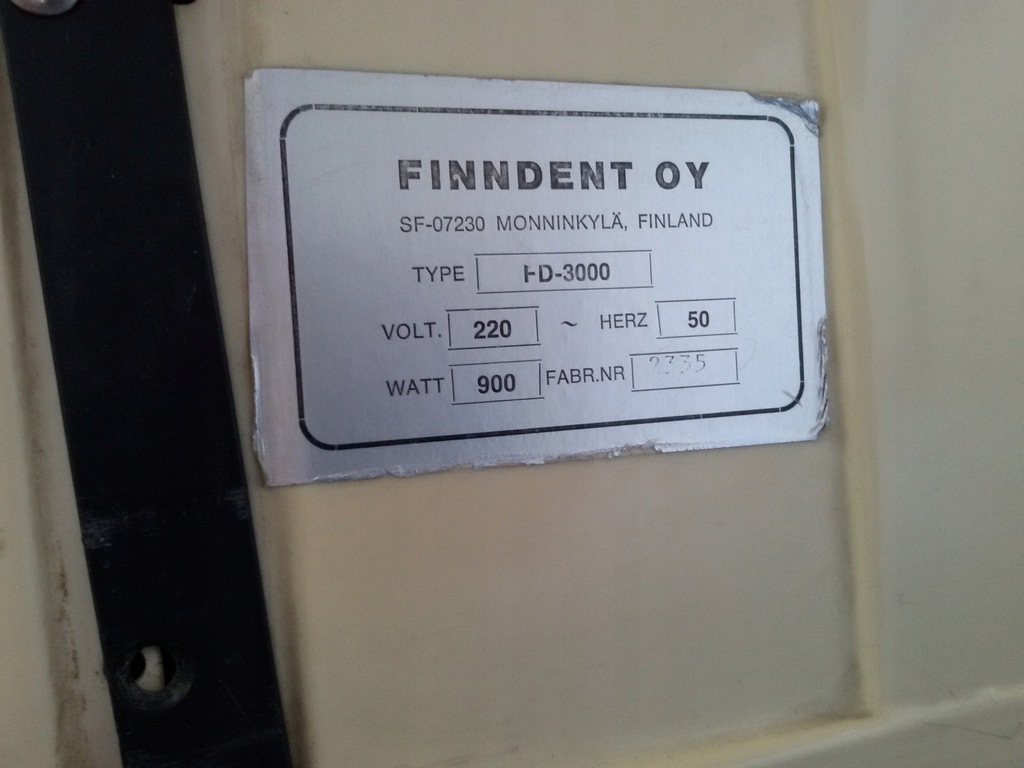 FINNDENT OY
SF-07230 MONNINKYLÄ, FINLAND
TYPE FD-3000
VOLT. 220 ~ HERZ 50
WATT 900 FABR.NR 2335